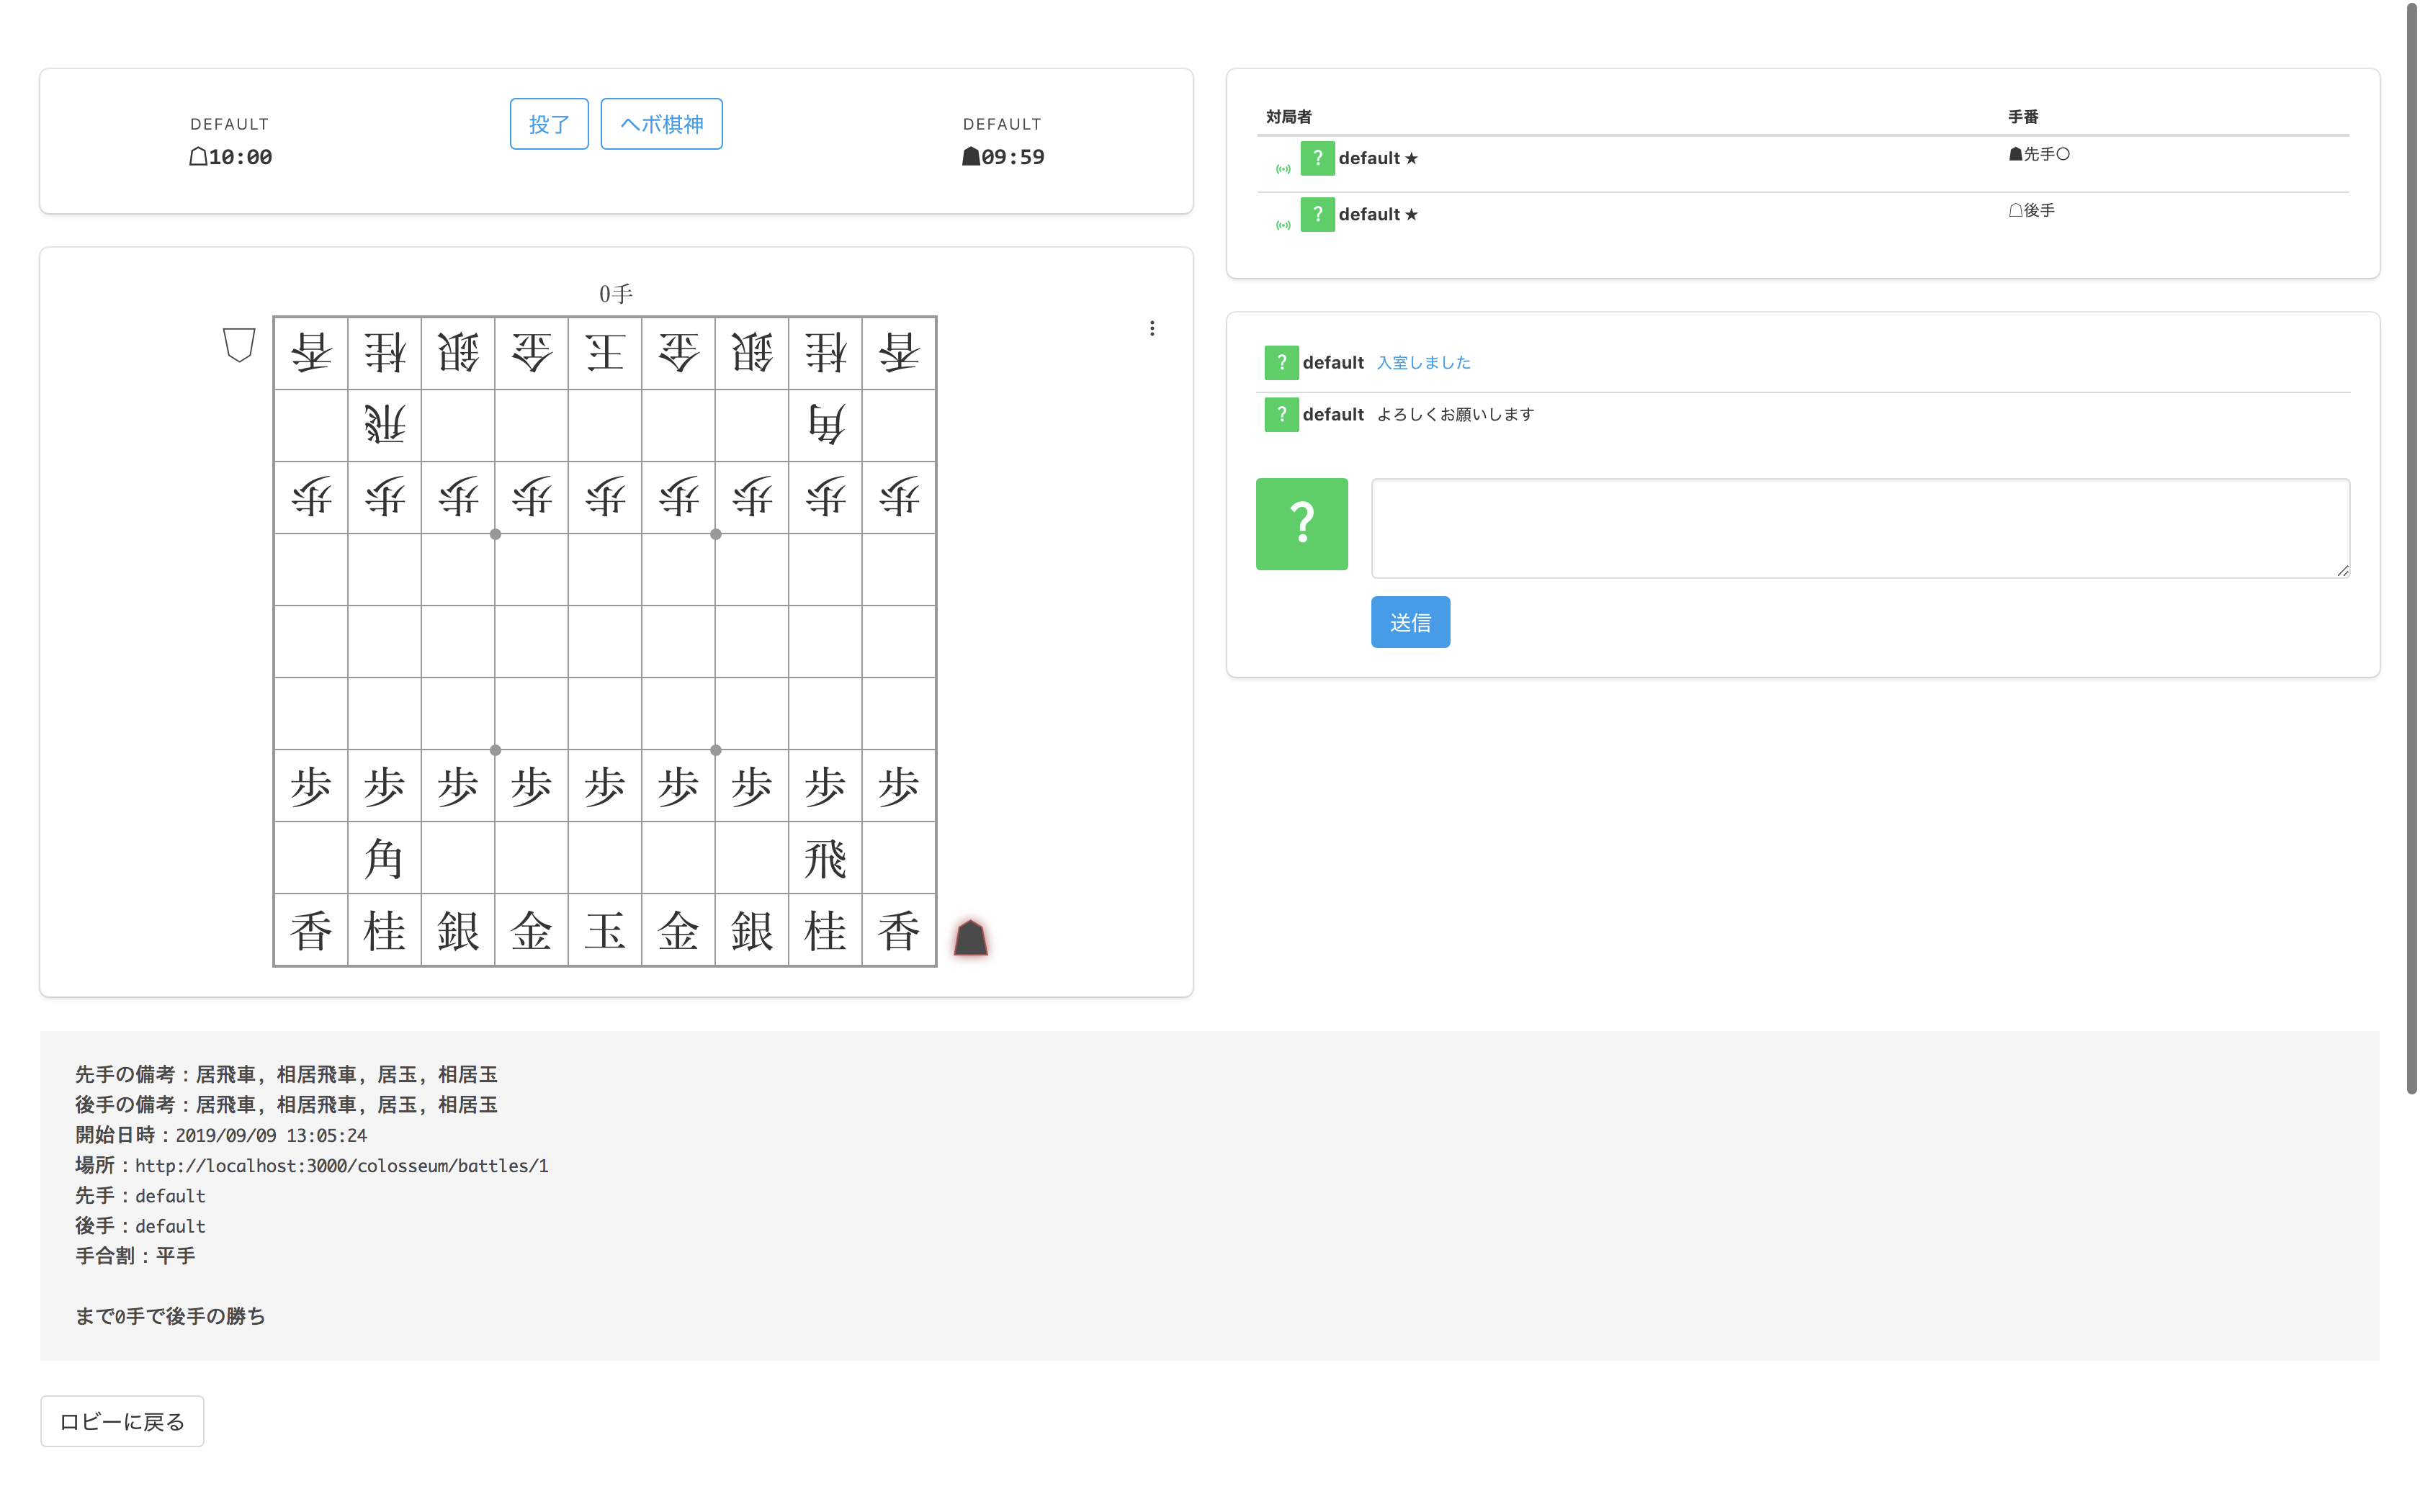 DEFAULT
☖10:00
投了
ヘボ棋神
DEFAULT
☗09:59
0手
香桂銀金王金銀桂香
飛角
歩歩歩歩歩歩歩歩歩
歩歩歩歩歩歩歩歩歩
角飛
香桂銀金玉金銀桂香
対局者 手番
? default ★ ☗先手○
? default ★ ☖後手
? default 入室しました
? default よろしくお願いします
?
送信
先手の備考：居飛車, 相居飛車, 居玉, 相居玉
後手の備考：居飛車, 相居飛車, 居玉, 相居玉
開始日時：2019/09/09 13:05:24
場所：http://localhost:3000/colosseum/battles/1
先手：default
後手：default
手合割：平手
まで0手で後手の勝ち
ロビーに戻る